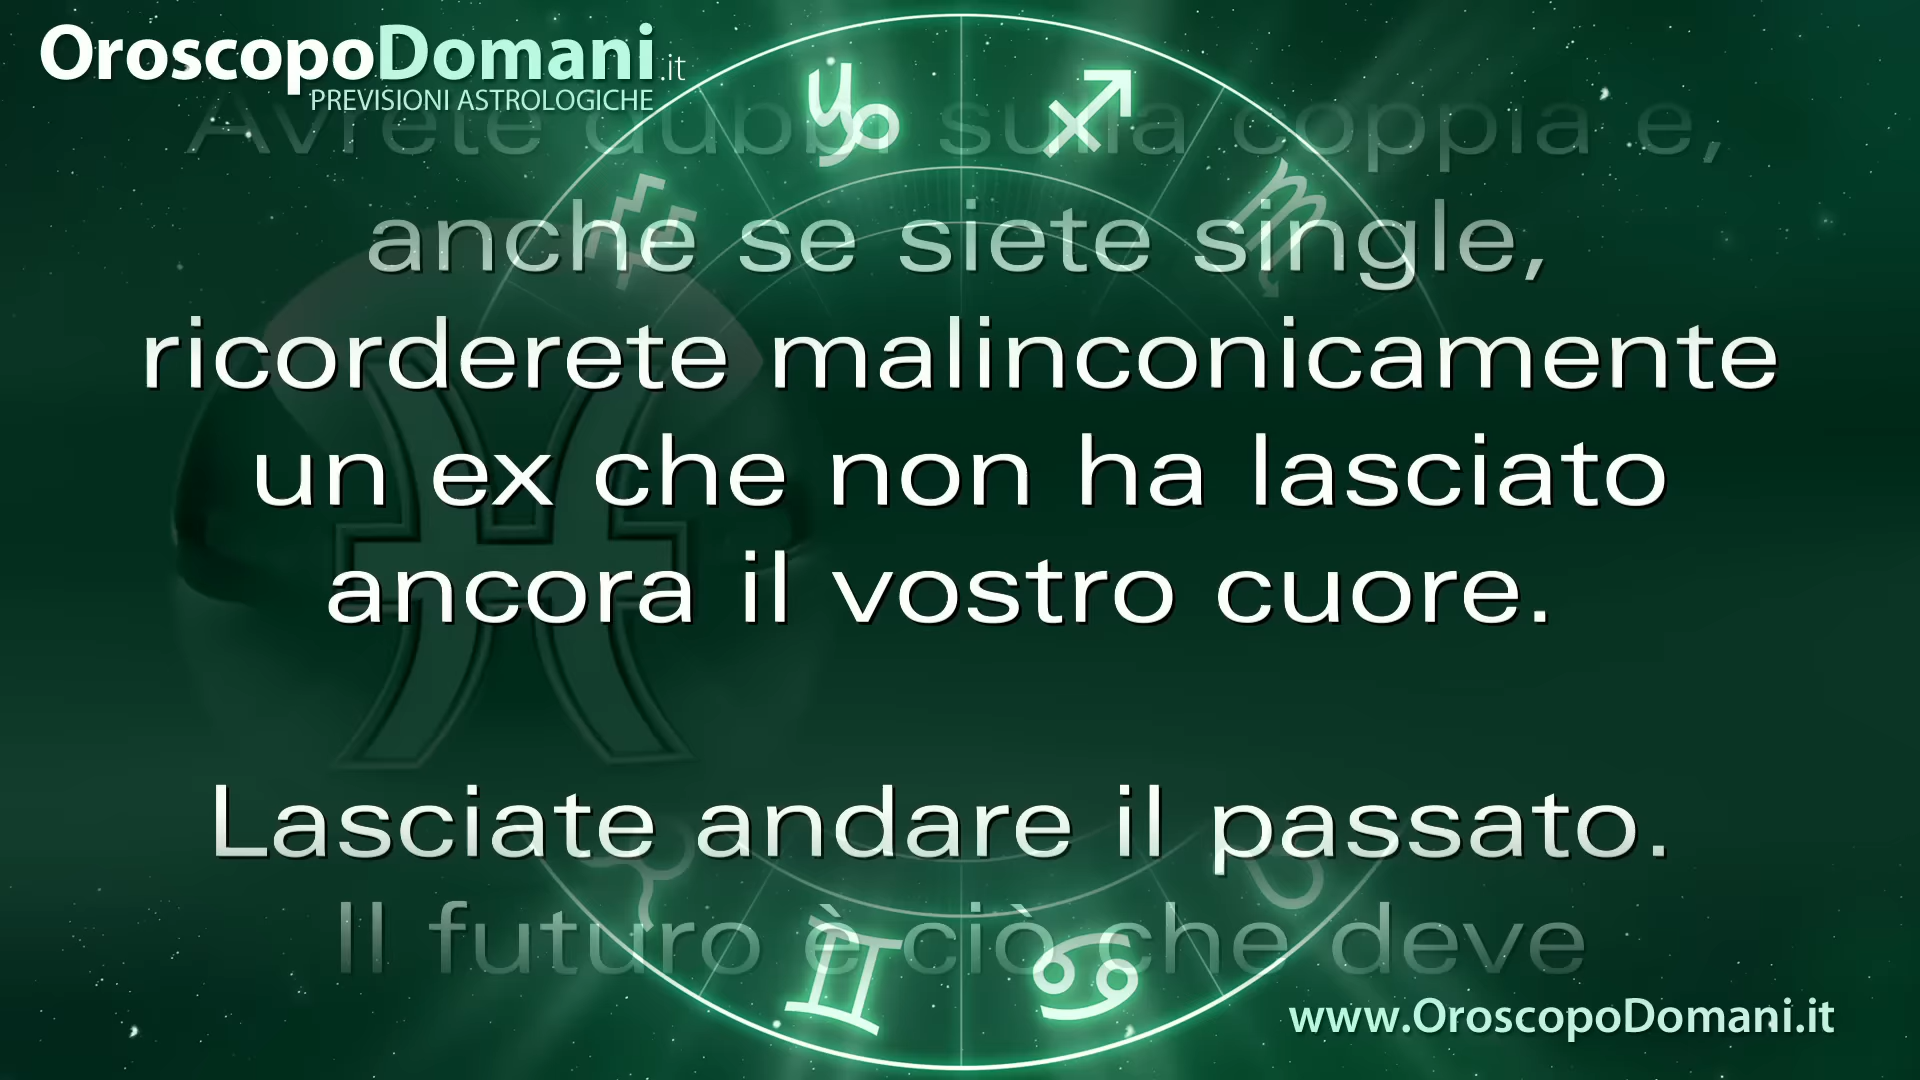 OroscopoDomani.it
PREVISIONI ASTROLOGICHE
Avrete dubbi sulla coppia e,
anche se siete single,
ricorderete malinconicamente
un ex che non ha lasciato
ancora il vostro cuore.
Lasciate andare il passato.
Il futuro è ciò che deve
www.OroscopoDomani.it